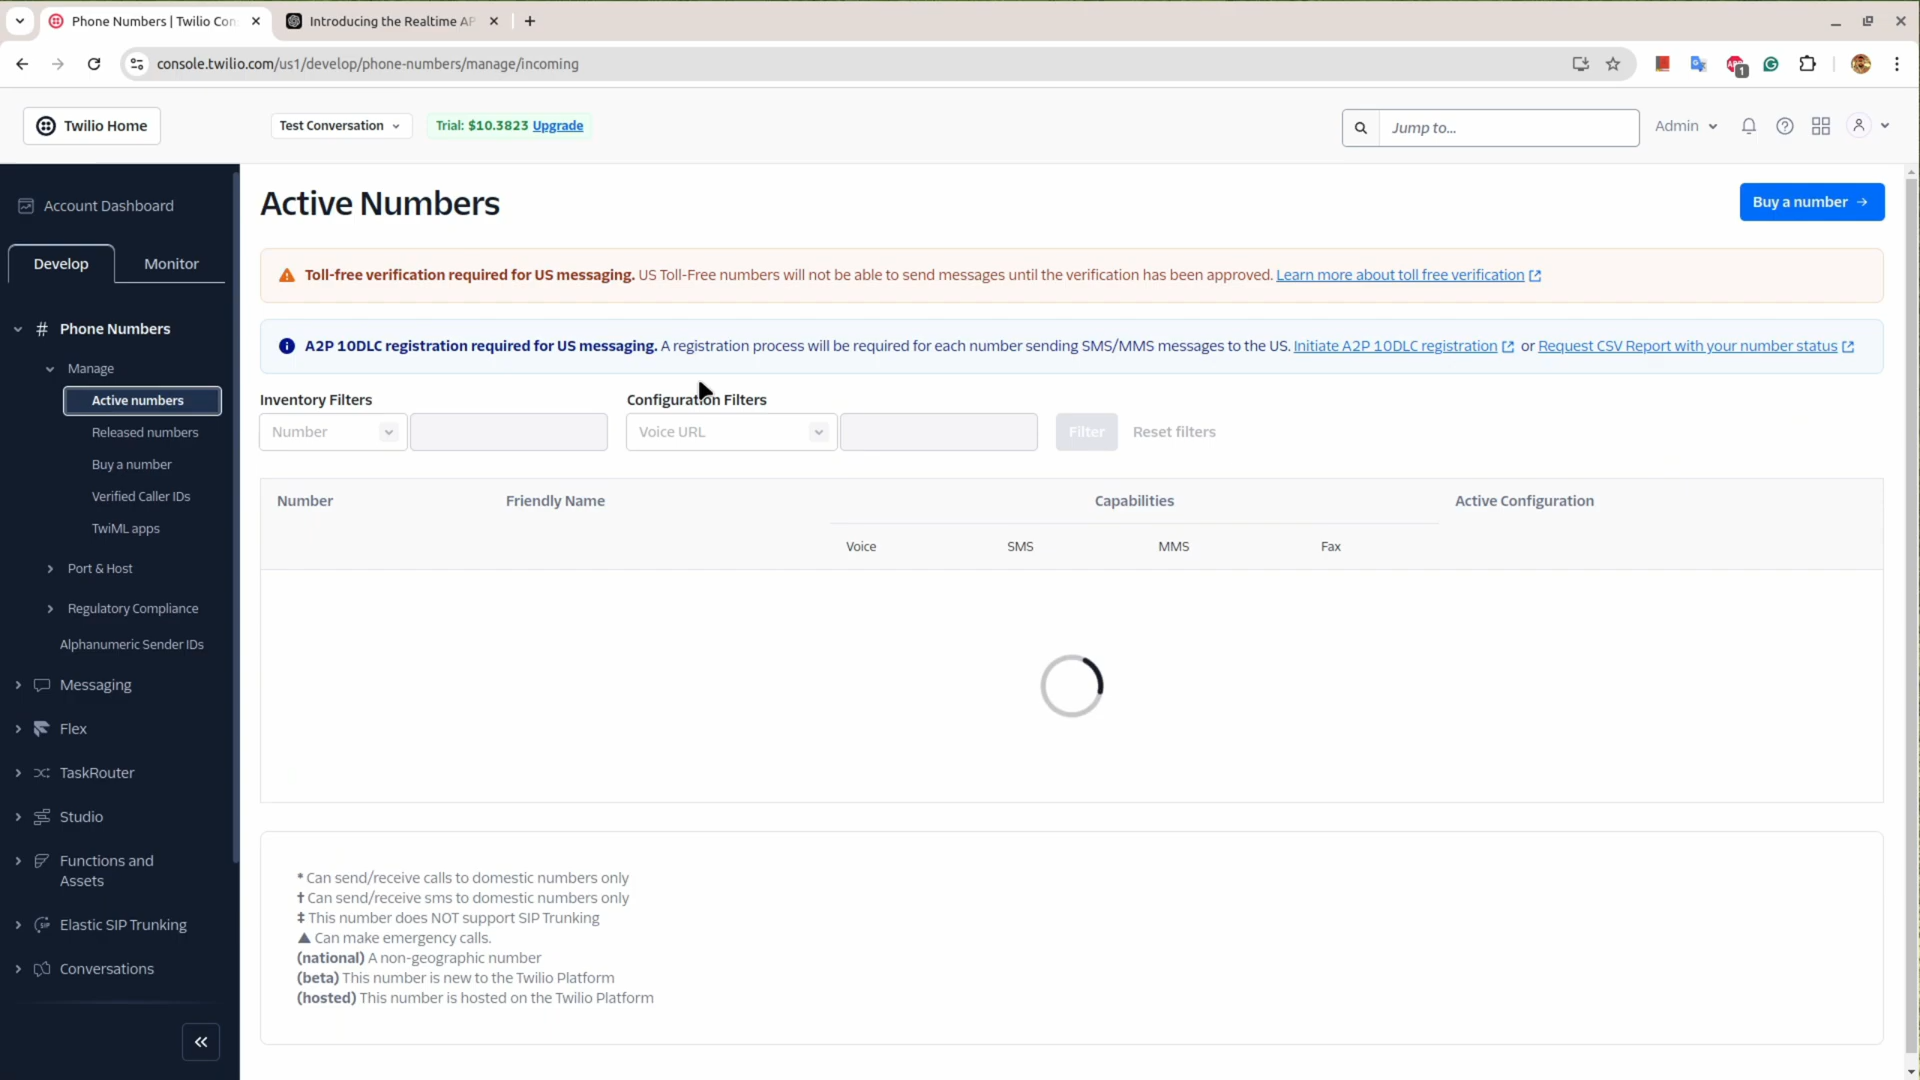 Phone Numbers | Twilio Con
Introducing the Realtime AP
console.twilio.com/us1/develop/phone-numbers/manage/incoming
1
Twilio Home
Test Conversation
Trial: $10.3823 Upgrade
Jump to...
Admin
Account Dashboard
Develop
Monitor
Phone Numbers
Manage
Active numbers
Released numbers
Buy a number
Verified Caller IDs
TwiML apps
Port & Host
Regulatory Compliance
Alphanumeric Sender IDs
Messaging
Flex
TaskRouter
Studio
Functions and
Assets
Elastic SIP Trunking
Conversations
Active Numbers
Buy a number →
Toll-free verification required for US messaging. US Toll-Free numbers will not be able to send messages until the verification has been approved. Learn more about toll free verification
A2P 10DLC registration required for US messaging. A registration process will be required for each number sending SMS/MMS messages to the US. Initiate A2P 10DLC registration or Request CSV Report with your number status
Inventory Filters
Configuration Filters
Number
Voice URL
Filter
Reset filters
Number
Friendly Name
Capabilities
Active Configuration
Voice
SMS
MMS
Fax
* Can send/receive calls to domestic numbers only
† Can send/receive sms to domestic numbers only
‡ This number does NOT support SIP Trunking
▲ Can make emergency calls.
(national) A non-geographic number
(beta) This number is new to the Twilio Platform
(hosted) This number is hosted on the Twilio Platform